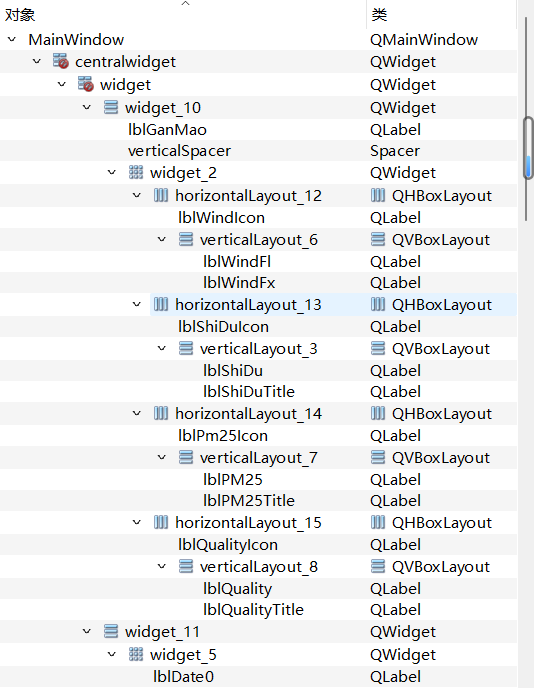 对象 类
MainWindow QMainWindow
centralwidget QWidget
widget QWidget
widget_10 QWidget
lblGanMao QLabel
verticalSpacer Spacer
widget_2 QWidget
horizontalLayout_12 QHBoxLayout
lblWindIcon QLabel
verticalLayout_6 QVBoxLayout
lblWindFl QLabel
lblWindFx QLabel
horizontalLayout_13 QHBoxLayout
lblShiDuIcon QLabel
verticalLayout_3 QVBoxLayout
lblShiDu QLabel
lblShiDuTitle QLabel
horizontalLayout_14 QHBoxLayout
lblPm25Icon QLabel
verticalLayout_7 QVBoxLayout
lblPM25 QLabel
lblPM25Title QLabel
horizontalLayout_15 QHBoxLayout
lblQualityIcon QLabel
verticalLayout_8 QVBoxLayout
lblQuality QLabel
lblQualityTitle QLabel
widget_11 QWidget
widget_5 QWidget
lblDate0 QLabel